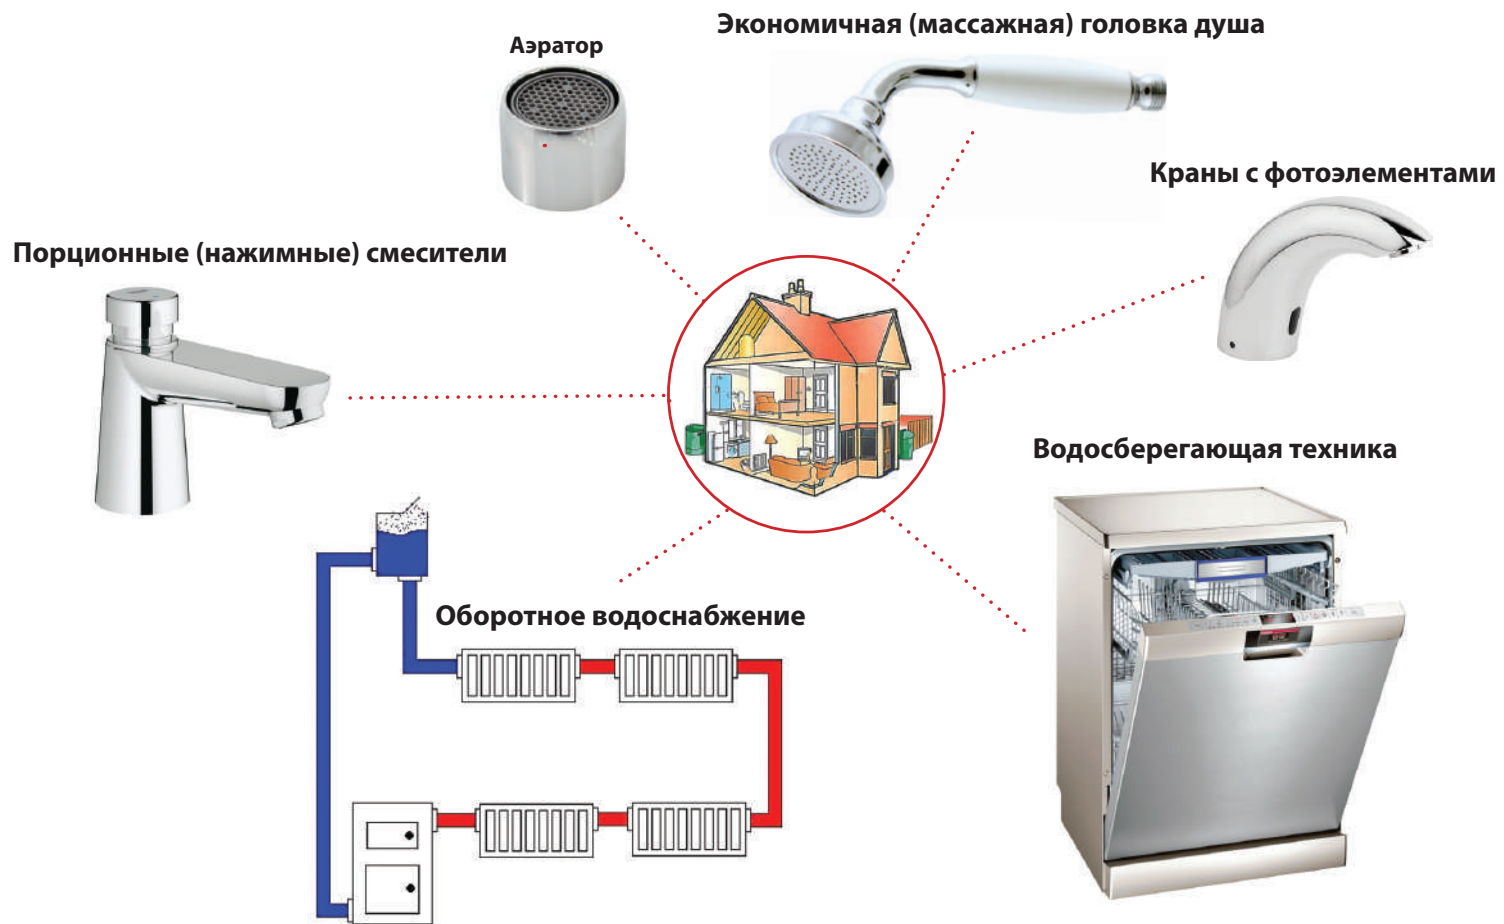 Экономичная (массажная) головка душа
Аэратор
Краны с фотоэлементами
Порционные (нажимные) смесители
Водосберегающая техника
Оборотное водоснабжение